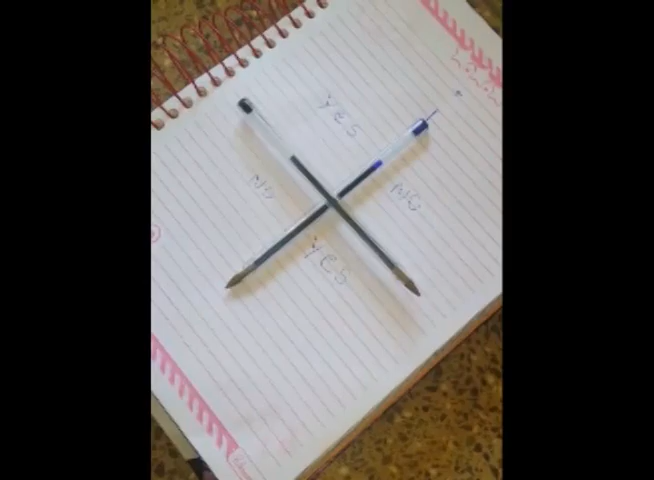 YES
NO NO
YES